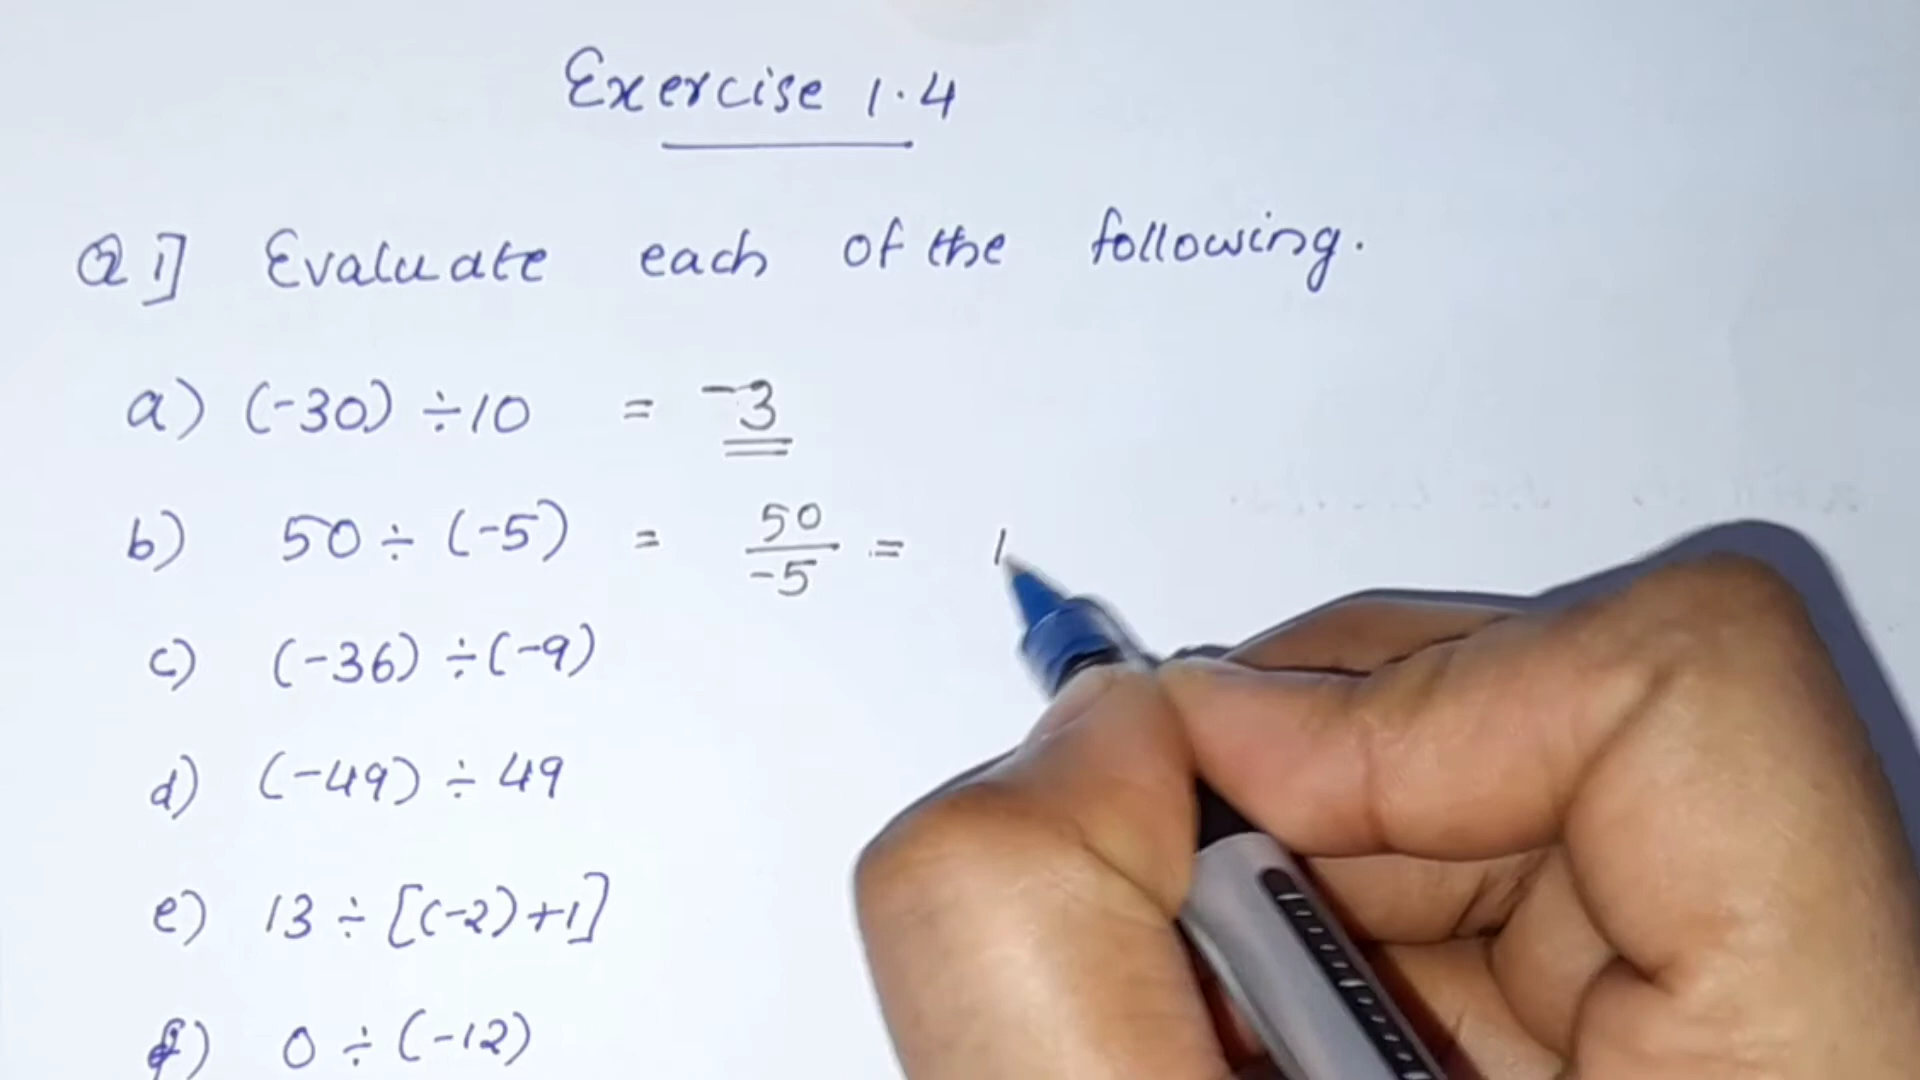 Exercise 1.4
Q1] Evaluate each of the following.
a) (-30) ÷ 10 = -3
b) 50 ÷ (-5) = 50/-5 = 1
c) (-36) ÷ (-9)
d) (-49) ÷ 49
e) 13 ÷ [(-2)+1]
f) 0 ÷ (-12)